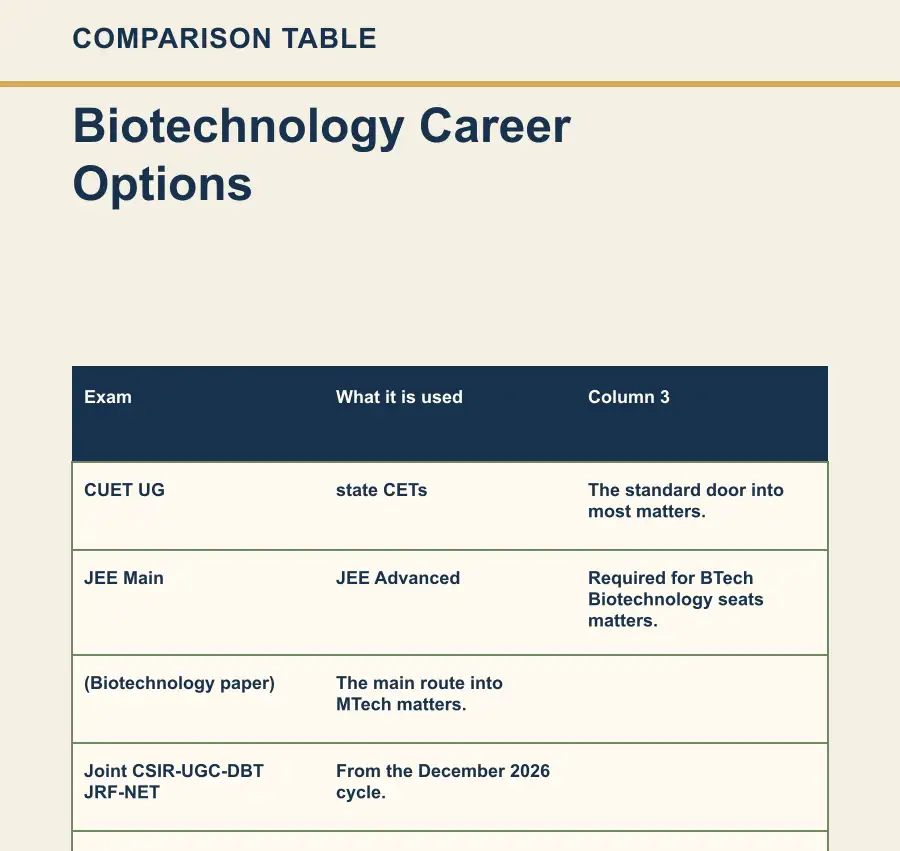 COMPARISON TABLE
Biotechnology Career
Options
Exam
What it is used
Column 3
CUET UG
state CETs
The standard door into
most matters.
JEE Main
JEE Advanced
Required for BTech
Biotechnology seats
matters.
(Biotechnology paper)
The main route into
MTech matters.
Joint CSIR-UGC-DBT
JRF-NET
From the December 2026
cycle.